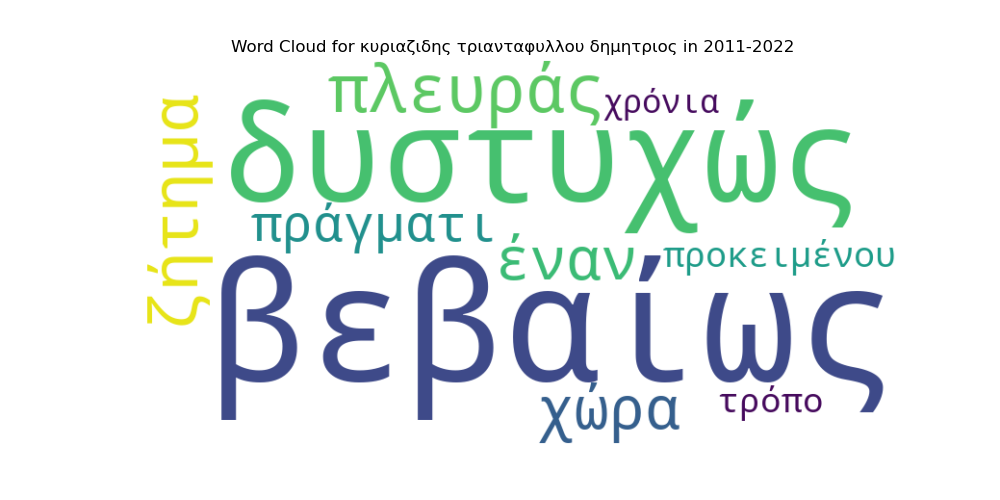 Word Cloud for κυριαζιδης τριανταφυλλου δημητριος in 2011-2022
πλευράς
χρόνια
δυστυχώς
ζήτημα
πράγματι
έναν
προκειμένου
βεβαίως
χώρα
τρόπο